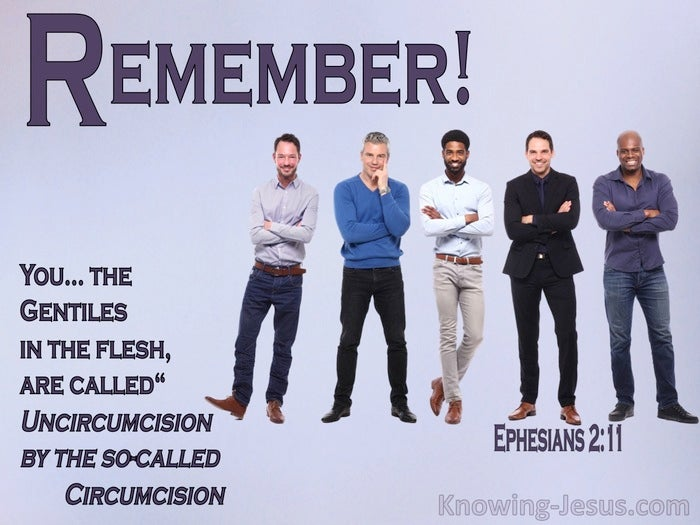 REMEMBER!
YOU... THE
GENTILES
IN THE FLESH,
ARE CALLED“
UNCIRCUMCISION
BY THE SO-CALLED
CIRCUMCISION
EPHESIANS 2:11
Knowing-Jesus.com